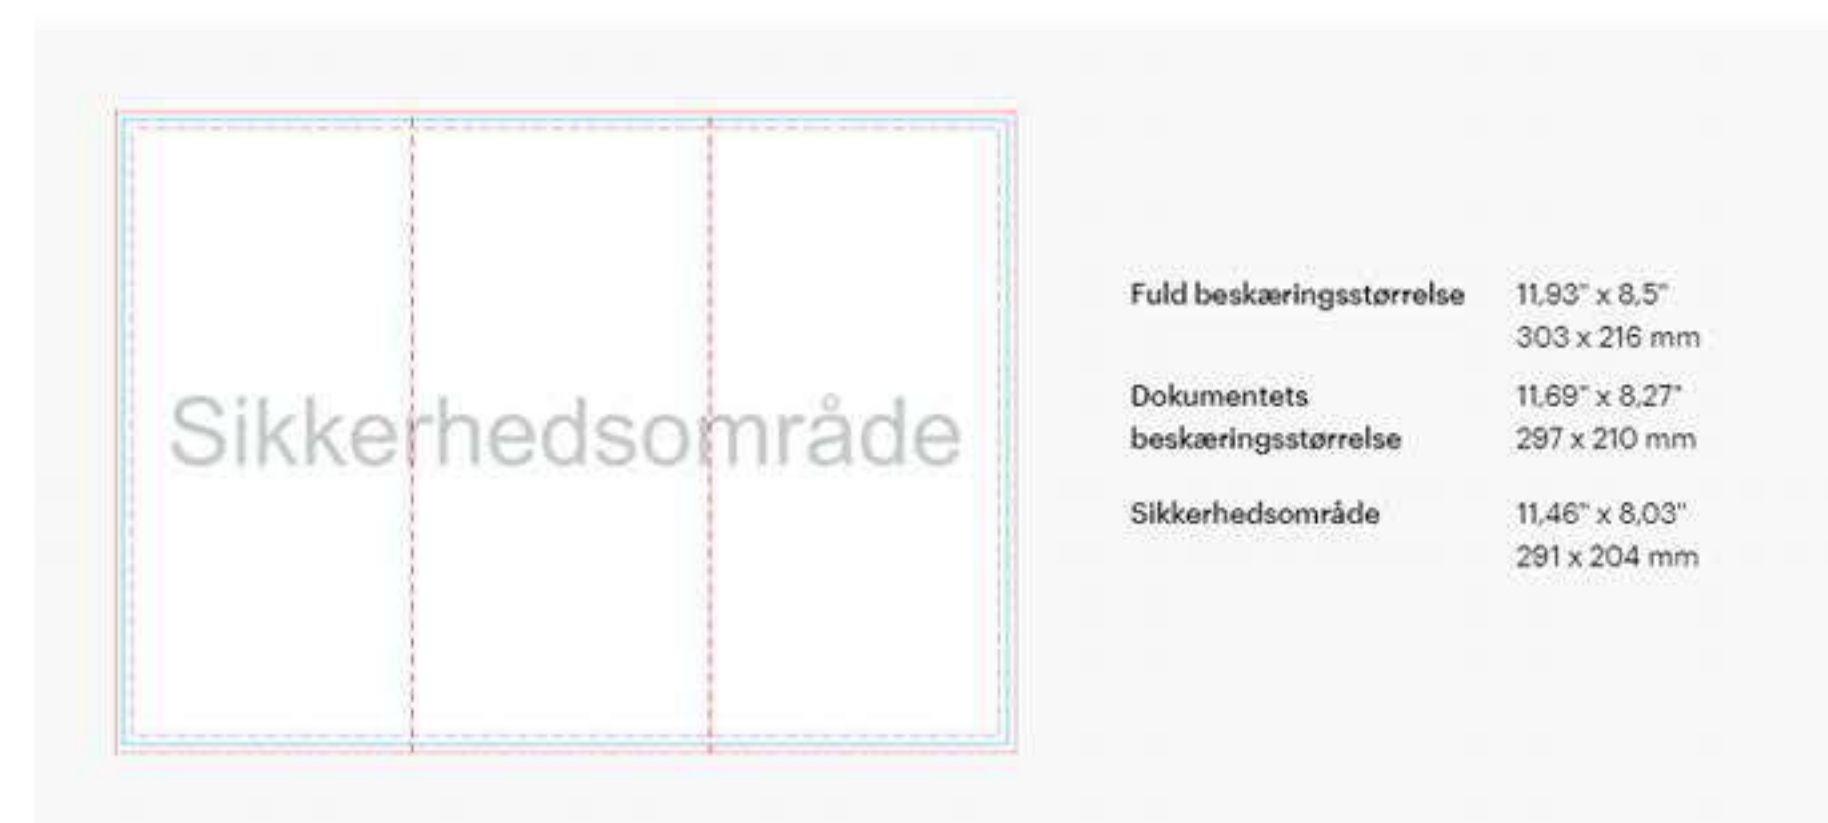 Sikkerhedsområde
Fuld beskæringsstørrelse 11,93" x 8,5"
303 x 216 mm
Dokumentets 11,69" x 8,27"
beskæringsstørrelse 297 x 210 mm
Sikkerhedsområde 11,46" x 8,03"
291 x 204 mm